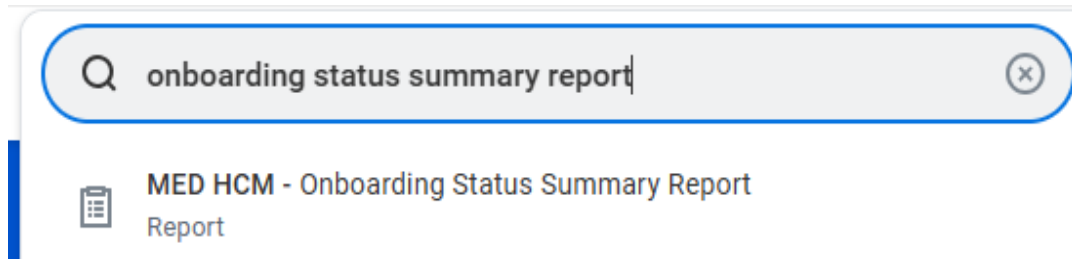 onboarding status summary report
MED HCM - Onboarding Status Summary Report
Report